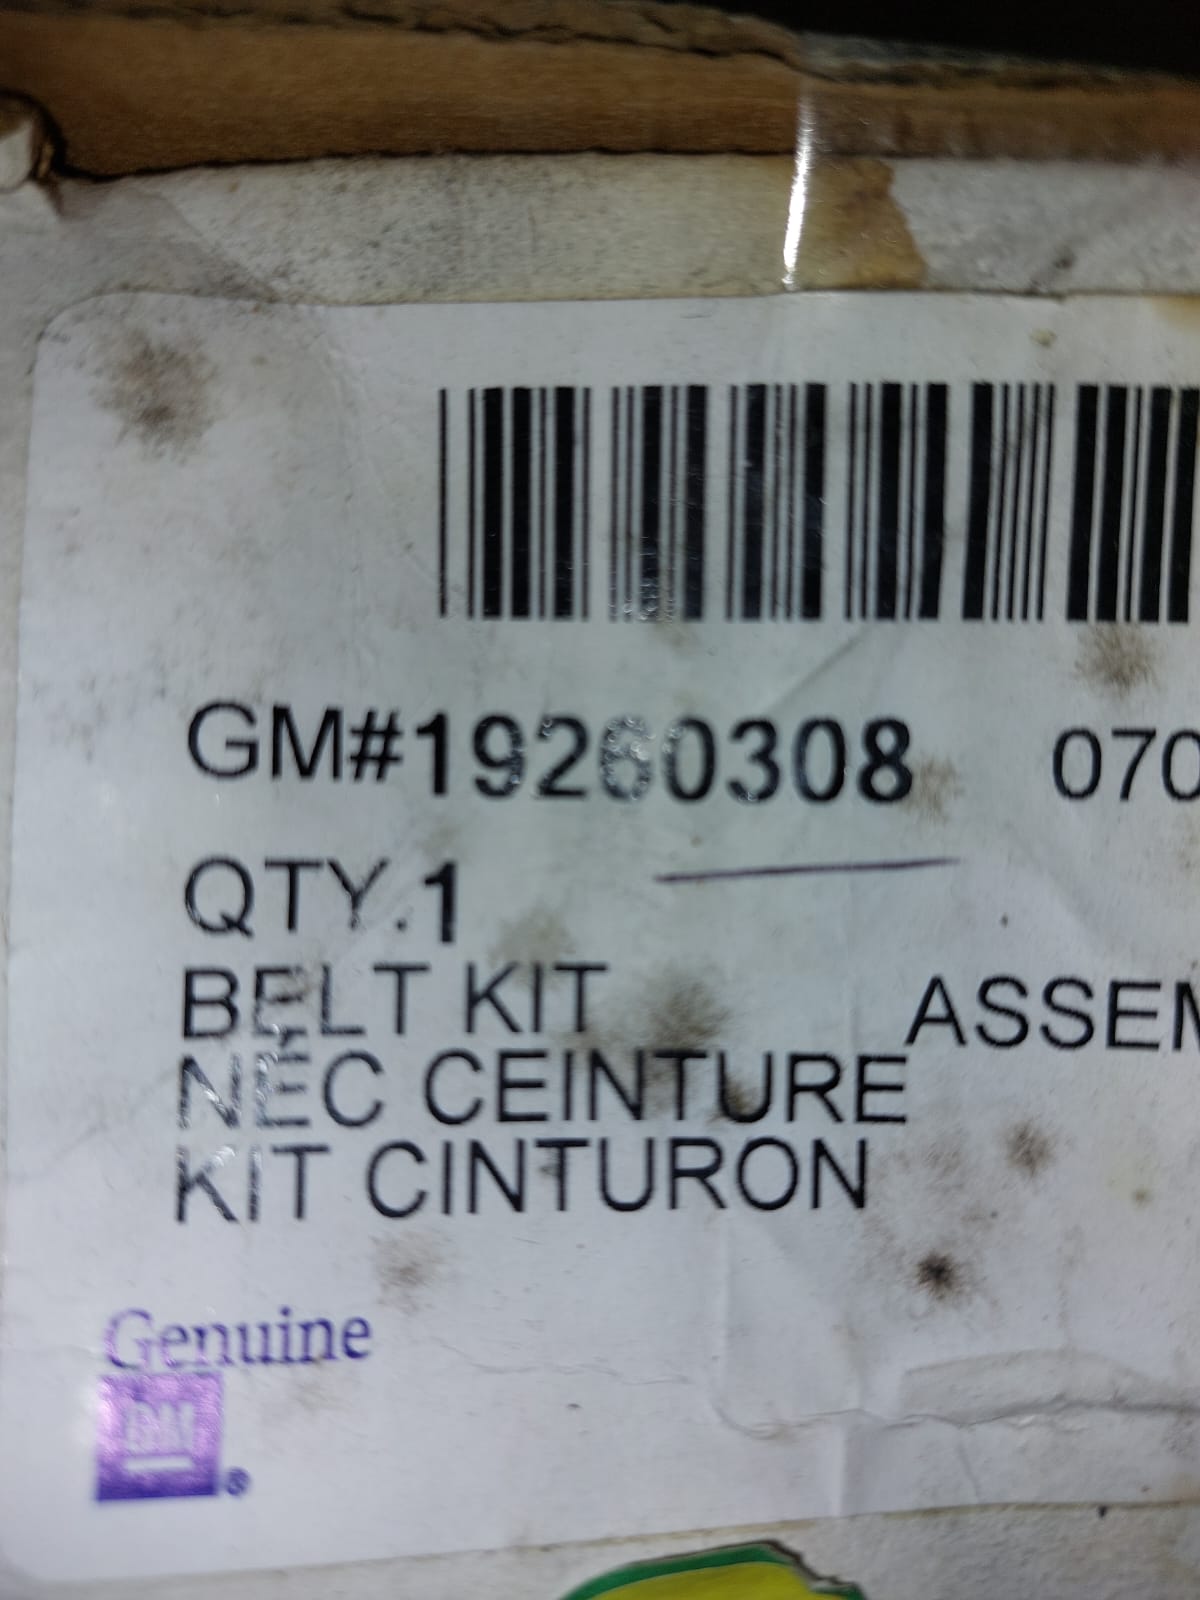 GM#19260308 070
QTY.1
BELT KIT ASSEM
NÉC CEINTURE
KIT CINTURON
Genuine
GM
®